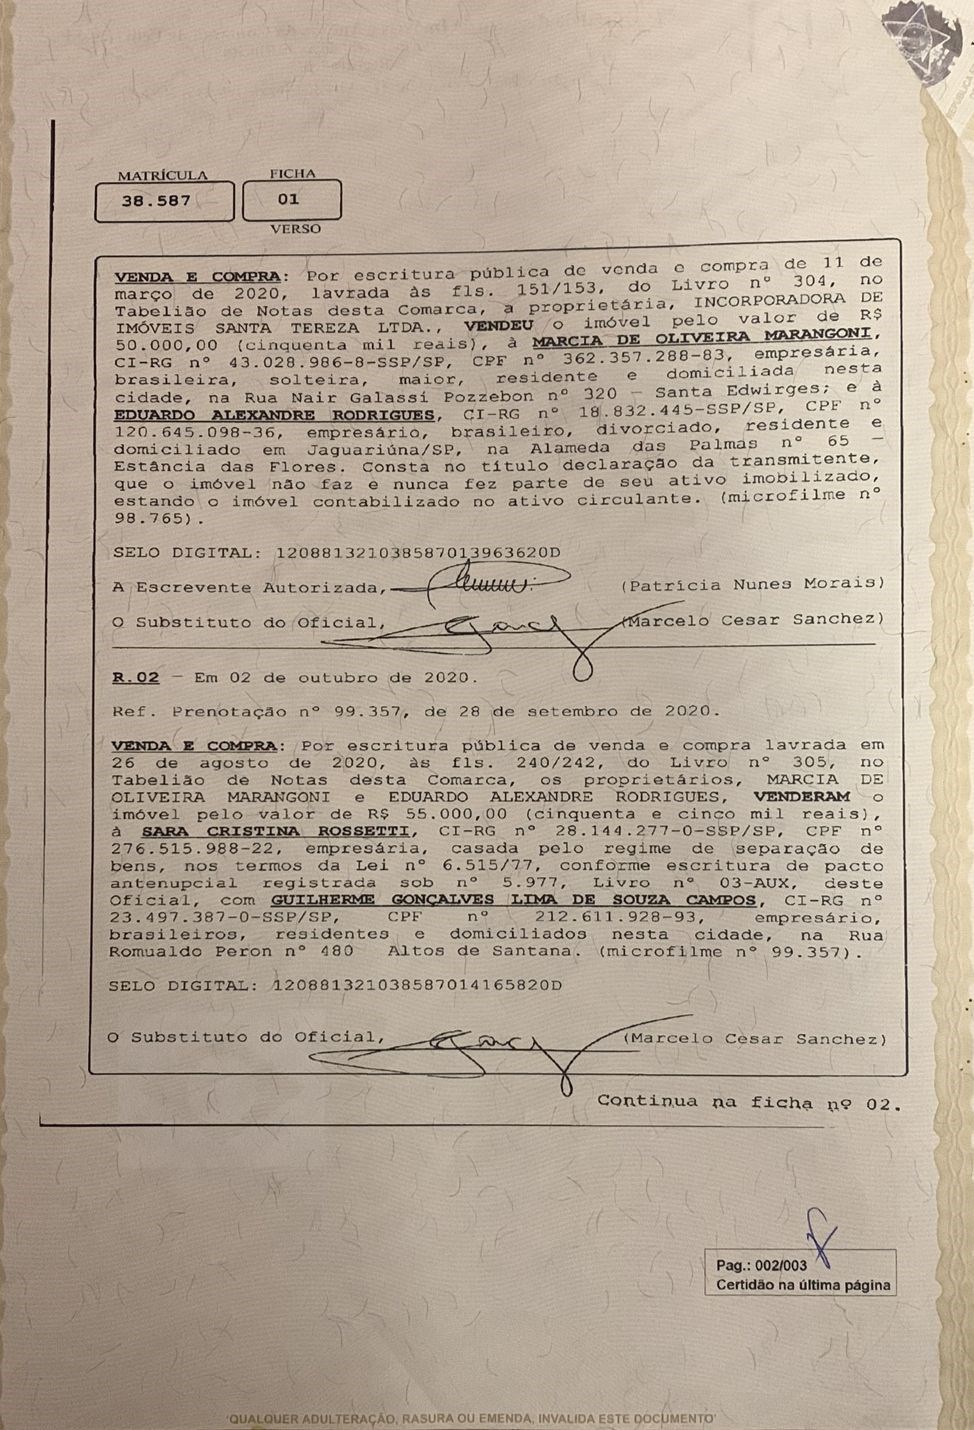 MATRÍCULA
FICHA
38.587
01
VERSO
VENDA E COMPRA: Por escritura pública de venda e compra de 11 de
março de 2020, lavrada às fls. 151/153, do Livro nº 304, no
Tabelião de Notas desta Comarca, a proprietária, INCORPORADORA DE
IMÓVEIS SANTA TEREZA LTDA., VENDEU o imóvel pelo valor de R$
50.000,00 (cinquenta mil reais), à MARCIA DE OLIVEIRA MARANGONI,
CI-RG nº 43.028.986-8-SSP/SP, CPF nº 362.357.288-83, empresária,
brasileira, solteira, maior, residente e domiciliada nesta
cidade, na Rua Nair Galassi Pozzebon nº 320 - Santa Edwirges; e à
EDUARDO ALEXANDRE RODRIGUES, CI-RG nº 18.832.445-SSP/SP, CPF nº
120.645.098-36, empresário, brasileiro, divorciado, residente e
domiciliado em Jaguariúna/SP, na Alameda das Palmas nº 65 -
Estância das Flores. Consta no título declaração da transmitente,
que o imóvel não faz e nunca fez parte de seu ativo imobilizado,
estando o imóvel contabilizado no ativo circulante. (microfilme nº
98.765).
SELO DIGITAL: 1208813210385870139636​20D
A Escrevente Autorizada, (Patrícia Nunes Morais)
O Substituto do Oficial, (Marcelo Cesar Sanchez)
R.02 - Em 02 de outubro de 2020.
Ref. Prenotação nº 99.357, de 28 de setembro de 2020.
VENDA E COMPRA: Por escritura pública de venda e compra lavrada em
26 de agosto de 2020, às fls. 240/242, do Livro nº 305, no
Tabelião de Notas desta Comarca, os proprietários, MARCIA DE
OLIVEIRA MARANGONI e EDUARDO ALEXANDRE RODRIGUES, VENDERAM o
imóvel pelo valor de R$ 55.000,00 (cinquenta e cinco mil reais),
à SARA CRISTINA ROSSETTI, CI-RG nº 28.144.277-0-SSP/SP, CPF nº
276.515.988-22, empresária, casada pelo regime de separação de
bens, nos termos da Lei nº 6.515/77, conforme escritura de pacto
antenupcial registrada sob nº 5.977, Livro nº 03-AUX, deste
Oficial, com GUILHERME GONÇALVES LIMA DE SOUZA CAMPOS, CI-RG nº
23.497.387-0-SSP/SP, CPF nº 212.611.928-93, empresário,
brasileiros, residentes e domiciliados nesta cidade, na Rua
Romualdo Peron nº 480 Altos de Santana. (microfilme nº 99.357).
SELO DIGITAL: 12088132103858701416​5820D
O Substituto do Oficial, (Marcelo Cesar Sanchez)
Continua na ficha nº 02.
Pag.: 002/003
Certidão na última página
'QUALQUER ADULTERAÇÃO, RASURA OU EMENDA, INVALIDA ESTE DOCUMENTO'